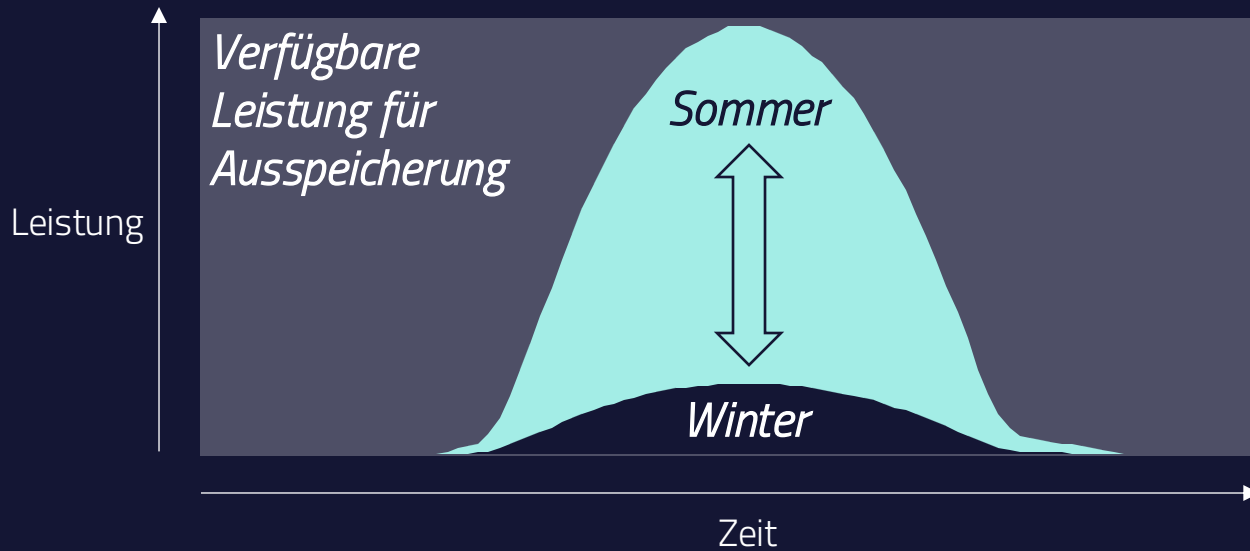 Verfügbare
Leistung für
Ausspeicherung
Sommer
Leistung
Winter
Zeit